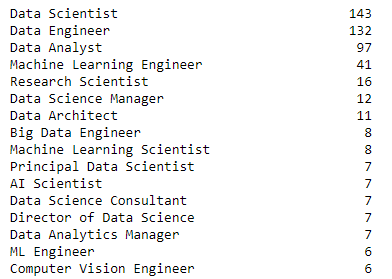 Data Scientist 143
Data Engineer 132
Data Analyst 97
Machine Learning Engineer 41
Research Scientist 16
Data Science Manager 12
Data Architect 11
Big Data Engineer 8
Machine Learning Scientist 8
Principal Data Scientist 7
AI Scientist 7
Data Science Consultant 7
Director of Data Science 7
Data Analytics Manager 7
ML Engineer 6
Computer Vision Engineer 6